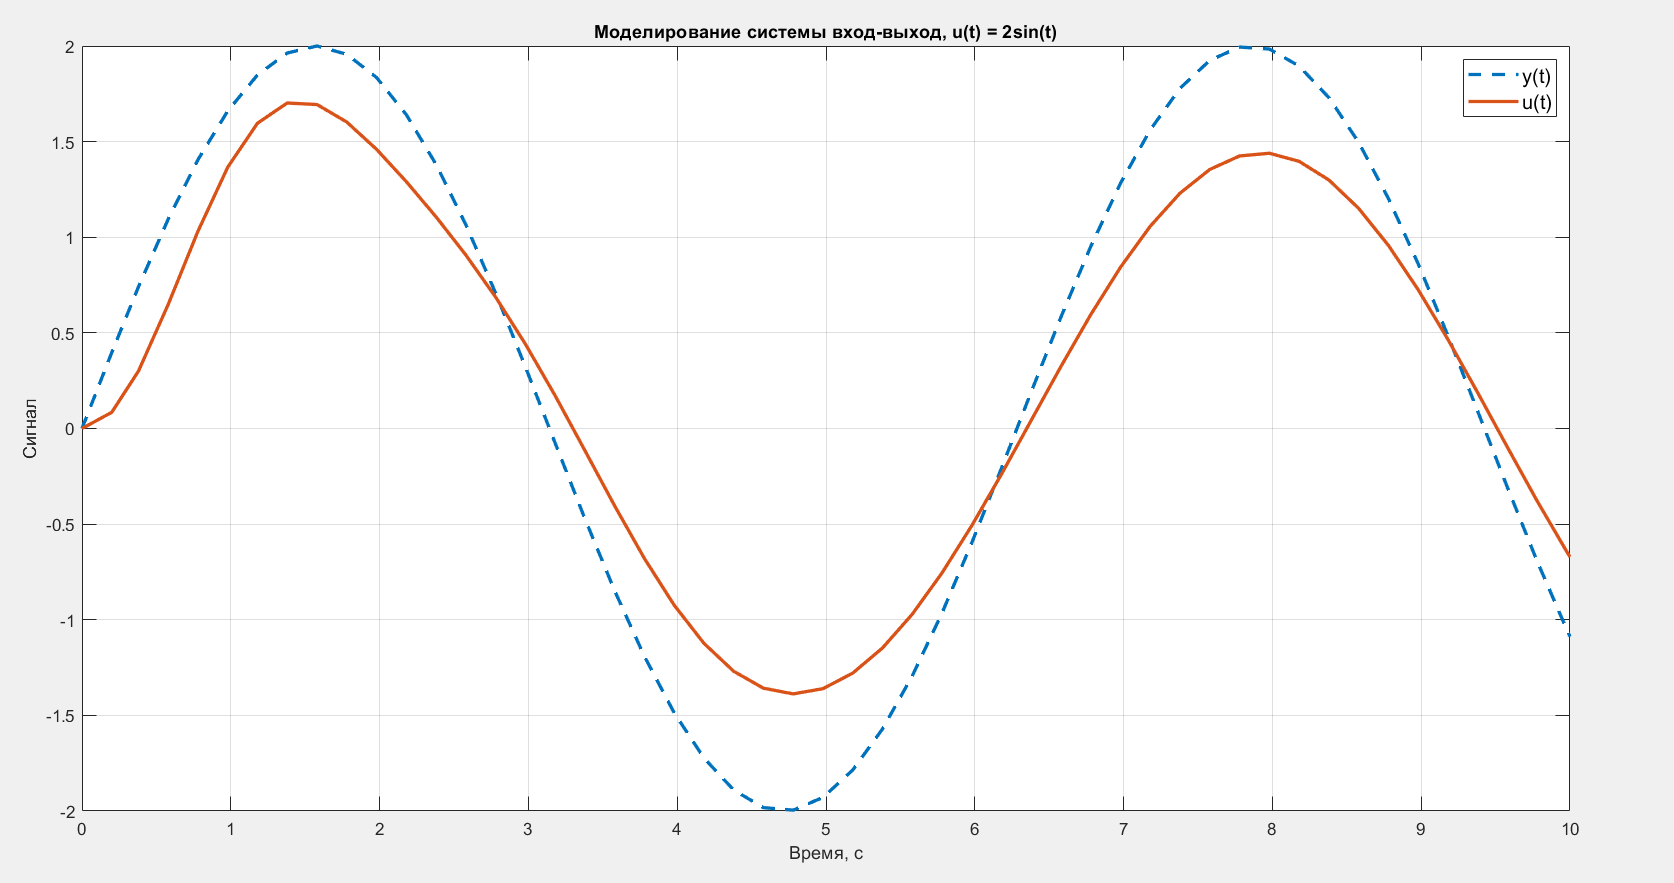 Моделирование системы вход-выход, u(t) = 2sin(t)
y(t)
u(t)
2
1.5
1
0.5
0
-0.5
-1
-1.5
-2
Сигнал
0 1 2 3 4 5 6 7 8 9 10
Время, с